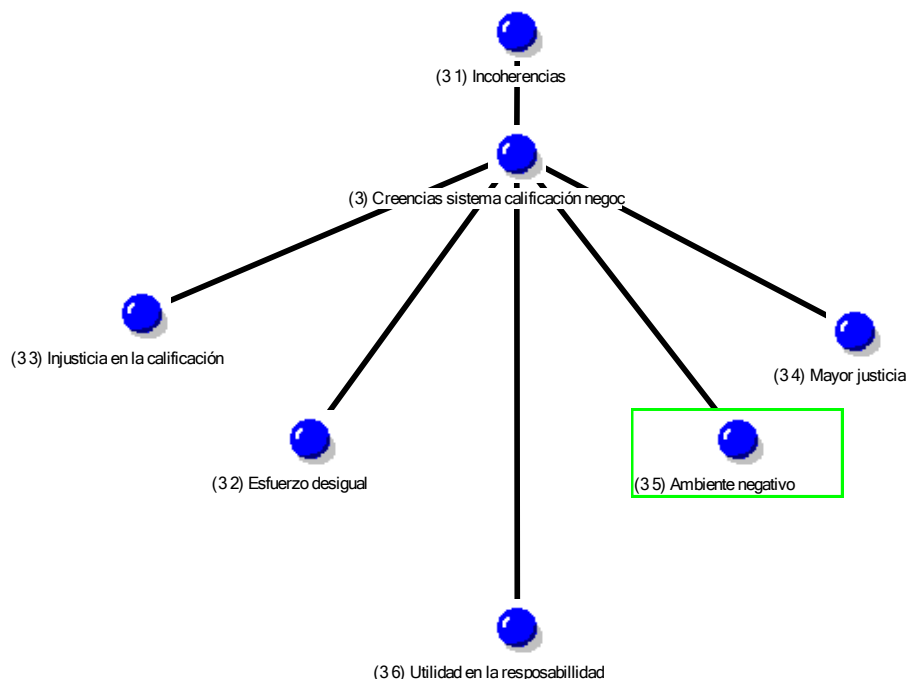 (3 1) Incoherencias
(3) Creencias sistema calificación negoc
(3 3) Injusticia en la calificación
(3 4) Mayor justicia
(3 2) Esfuerzo desigual
(3 5) Ambiente negativo
(3 6) Utilidad en la resposabillidad